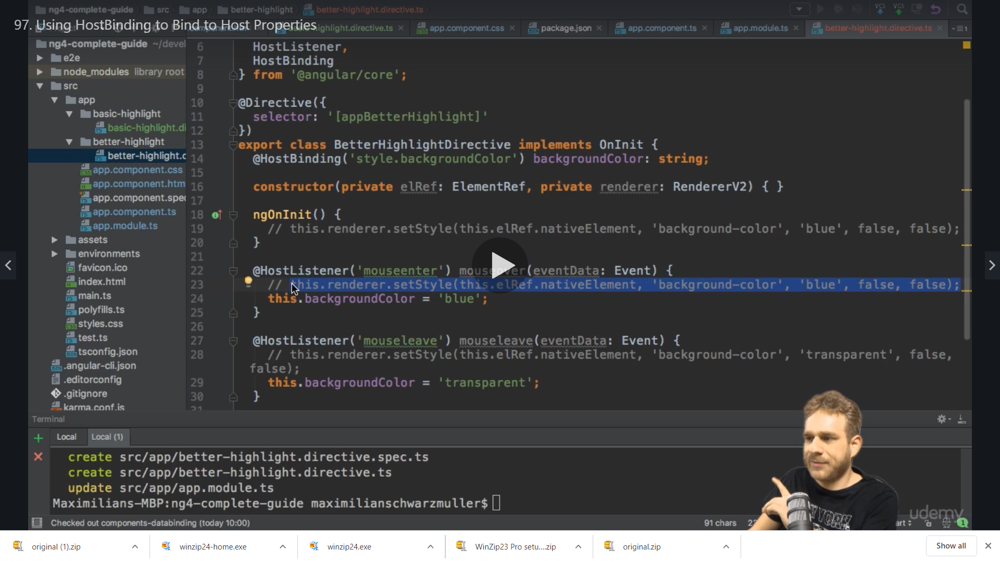 ng4-complete-guide src app better-highlight better-highlight.directive.ts
97. Using HostBinding to Bind to Host Properties
highlight.directive.ts app.component.css package.json app.component.ts app.module.ts better-highlight.directive.ts
ng4-complete-guide ~/devel
e2e
node_modules library root
src
app
basic-highlight
basic-highlight.di
better-highlight
better-highlight.c
app.component.css
app.component.htm
app.component.spec
app.component.ts
app.module.ts
assets
environments
favicon.ico
index.html
main.ts
polyfills.ts
styles.css
test.ts
tsconfig.json
.angular-cli.json
.editorconfig
.gitignore
karma.conf.js
6 HostListener,
7 HostBinding
8 } from '@angular/core';
9
10 @Directive({
11 selector: '[appBetterHighlight]'
12 })
13 export class BetterHighlightDirective implements OnInit {
14 @HostBinding('style.backgroundColor') backgroundColor: string;
15
16 constructor(private elRef: ElementRef, private renderer: RendererV2) { }
17
18 ngOnInit() {
19 // this.renderer.setStyle(this.elRef.nativeElement, 'background-color', 'blue', false, false);
20 }
21
22 @HostListener('mouseenter') mouseover(eventData: Event) {
23 // this.renderer.setStyle(this.elRef.nativeElement, 'background-color', 'blue', false, false);
24 this.backgroundColor = 'blue';
25 }
26
27 @HostListener('mouseleave') mouseleave(eventData: Event) {
28 // this.renderer.setStyle(this.elRef.nativeElement, 'background-color', 'transparent', false,
false);
29 this.backgroundColor = 'transparent';
30 }
31
Terminal
Local Local (1)
create src/app/better-highlight.directive.spec.ts
create src/app/better-highlight.directive.ts
update src/app/app.module.ts
Maximilians-MBP:ng4-complete-guide maximilianschwarzmuller$
udemy
Checked out components-databinding (today 10:00) 91 chars 1
original (1).zip winzip24-home.exe winzip24.exe WinZip23 Pro setu....zip original.zip Show all